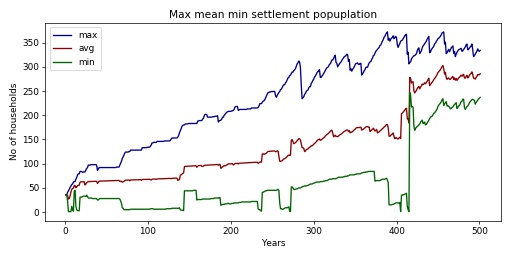 Max mean min settlement popuplation
max
avg
min
No of households
350
300
250
200
150
100
50
0
0 100 200 300 400 500
Years